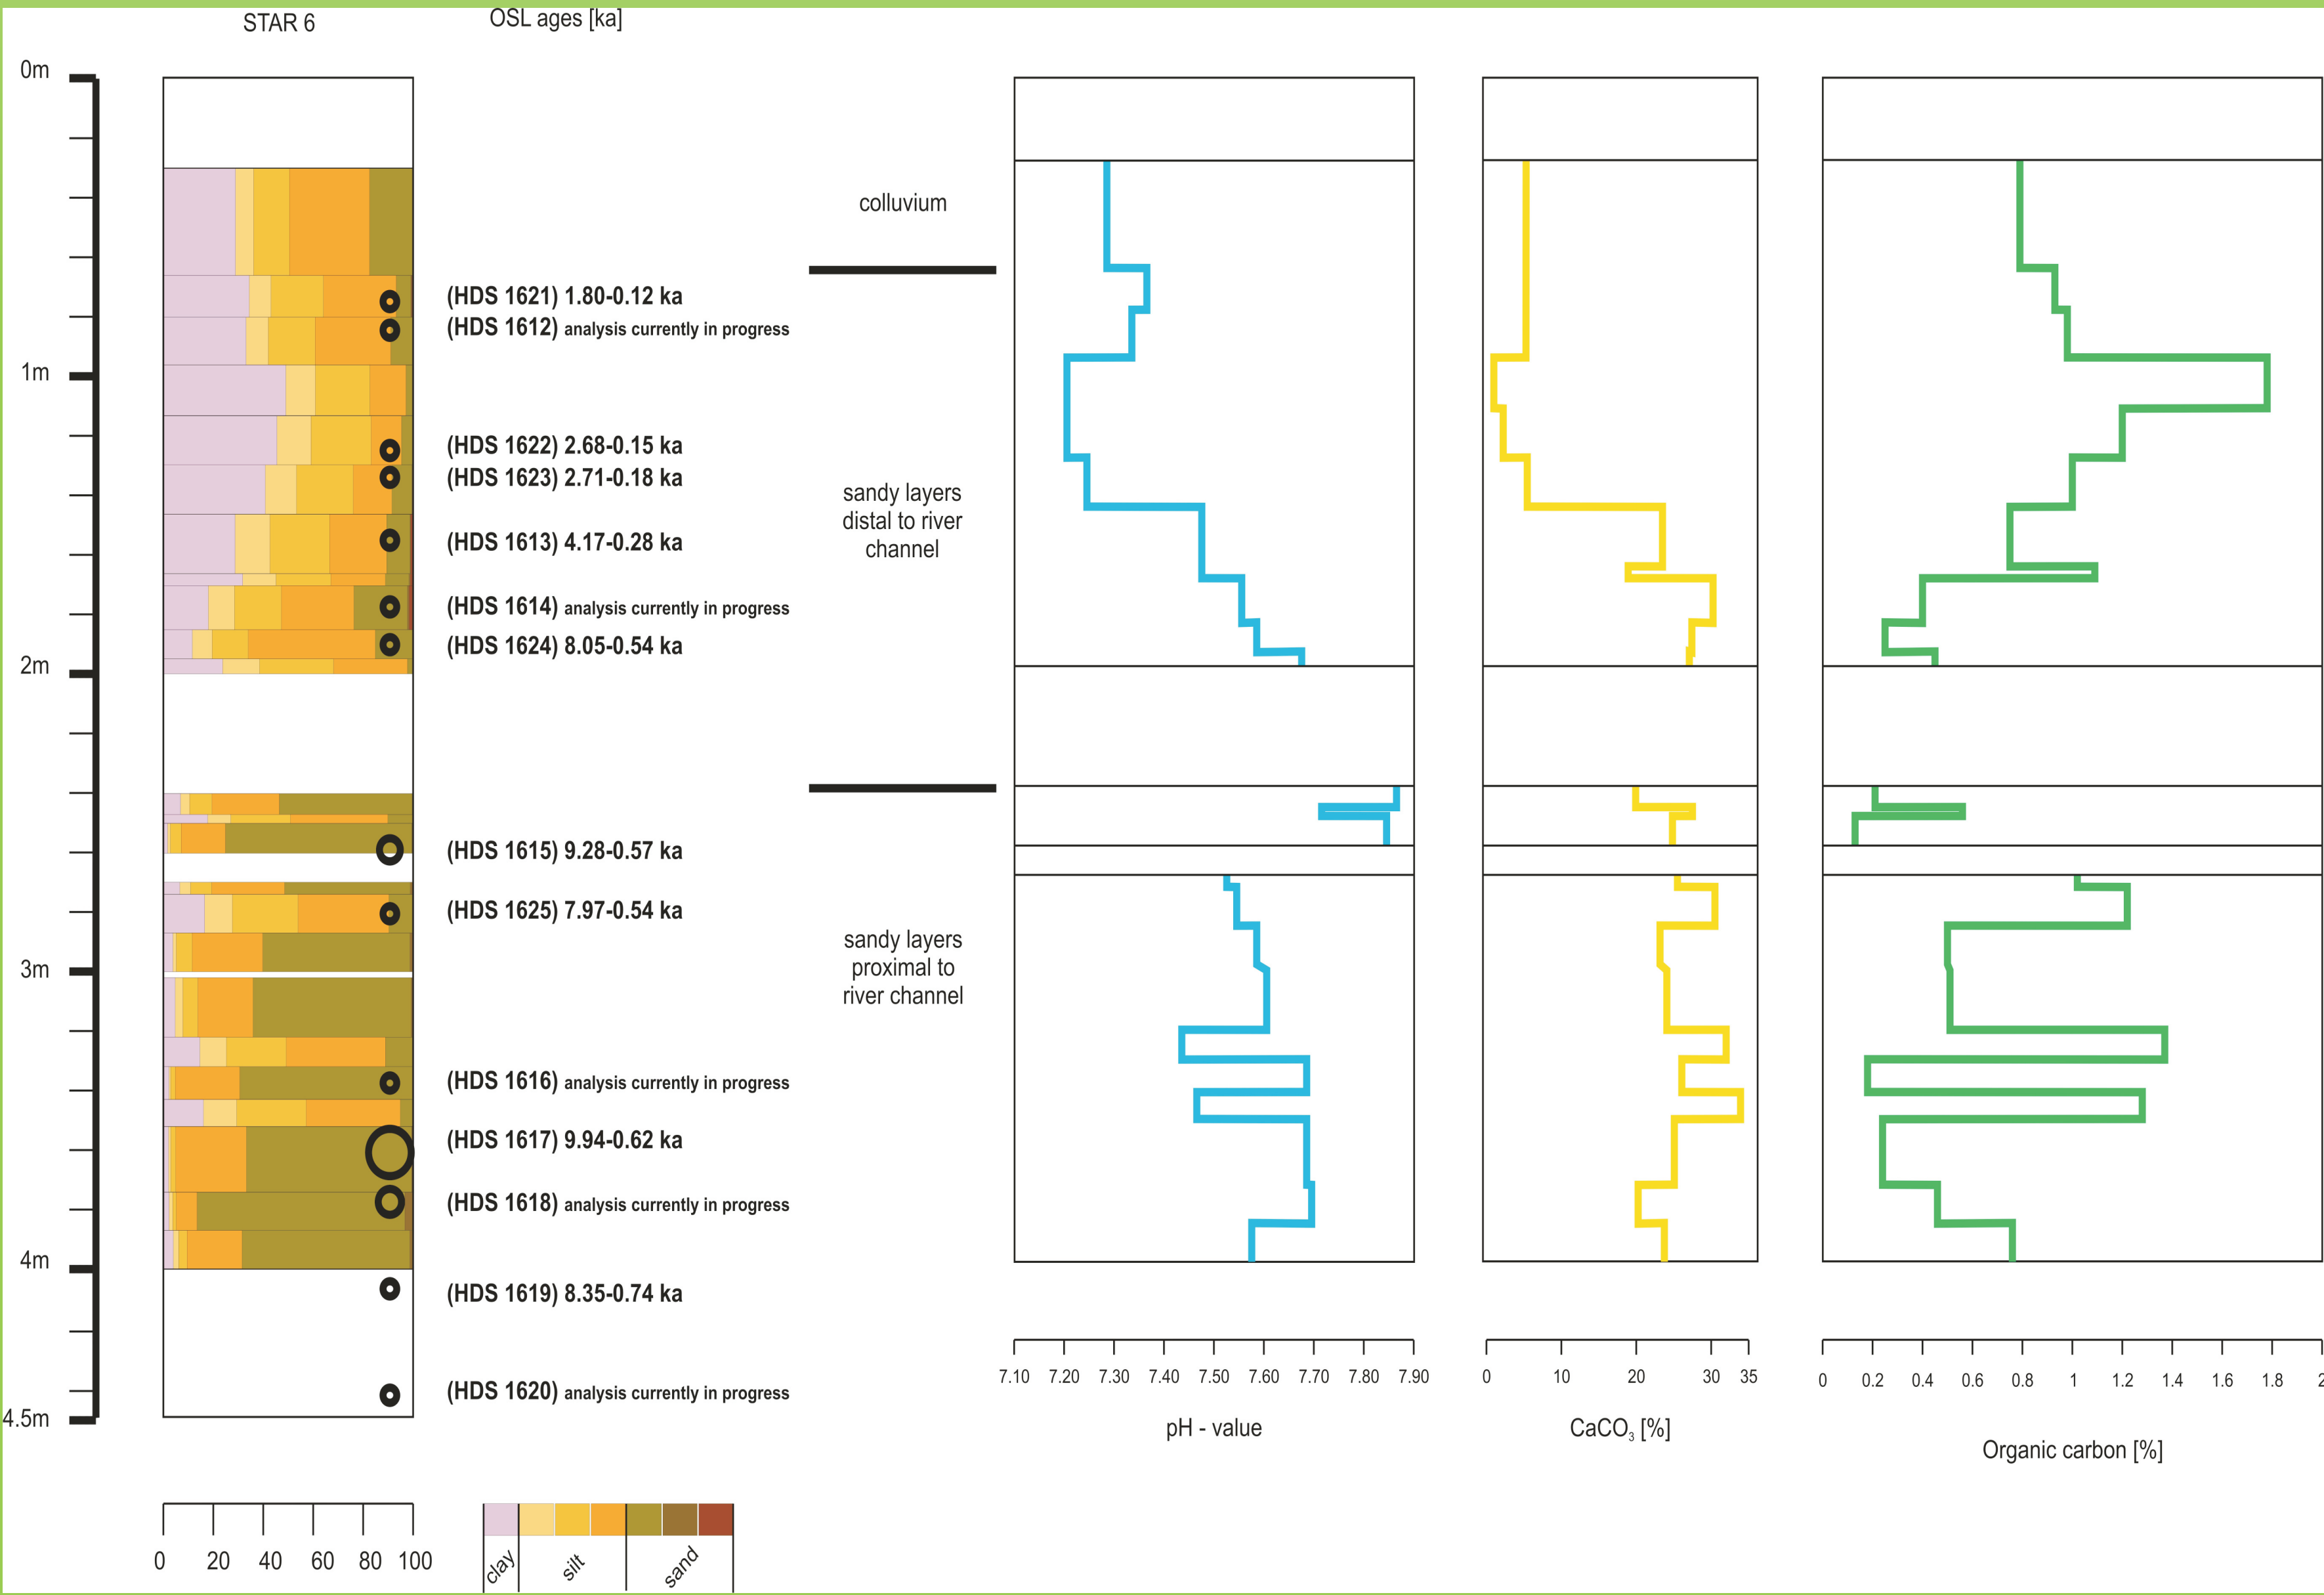 STAR 6
OSL ages [ka]
0m
1m
2m
3m
4m
4.5m
(HDS 1621) 1.80-0.12 ka
(HDS 1612) analysis currently in progress
(HDS 1622) 2.68-0.15 ka
(HDS 1623) 2.71-0.18 ka
(HDS 1613) 4.17-0.28 ka
(HDS 1614) analysis currently in progress
(HDS 1624) 8.05-0.54 ka
(HDS 1615) 9.28-0.57 ka
(HDS 1625) 7.97-0.54 ka
(HDS 1616) analysis currently in progress
(HDS 1617) 9.94-0.62 ka
(HDS 1618) analysis currently in progress
(HDS 1619) 8.35-0.74 ka
(HDS 1620) analysis currently in progress
colluvium
sandy layers
distal to river
channel
sandy layers
proximal to
river channel
7.10 7.20 7.30 7.40 7.50 7.60 7.70 7.80 7.90
pH - value
0 10 20 30 35
CaCO₃ [%]
0 0.2 0.4 0.6 0.8 1 1.2 1.4 1.6 1.8 2
Organic carbon [%]
0 20 40 60 80 100
clay
silt
sand